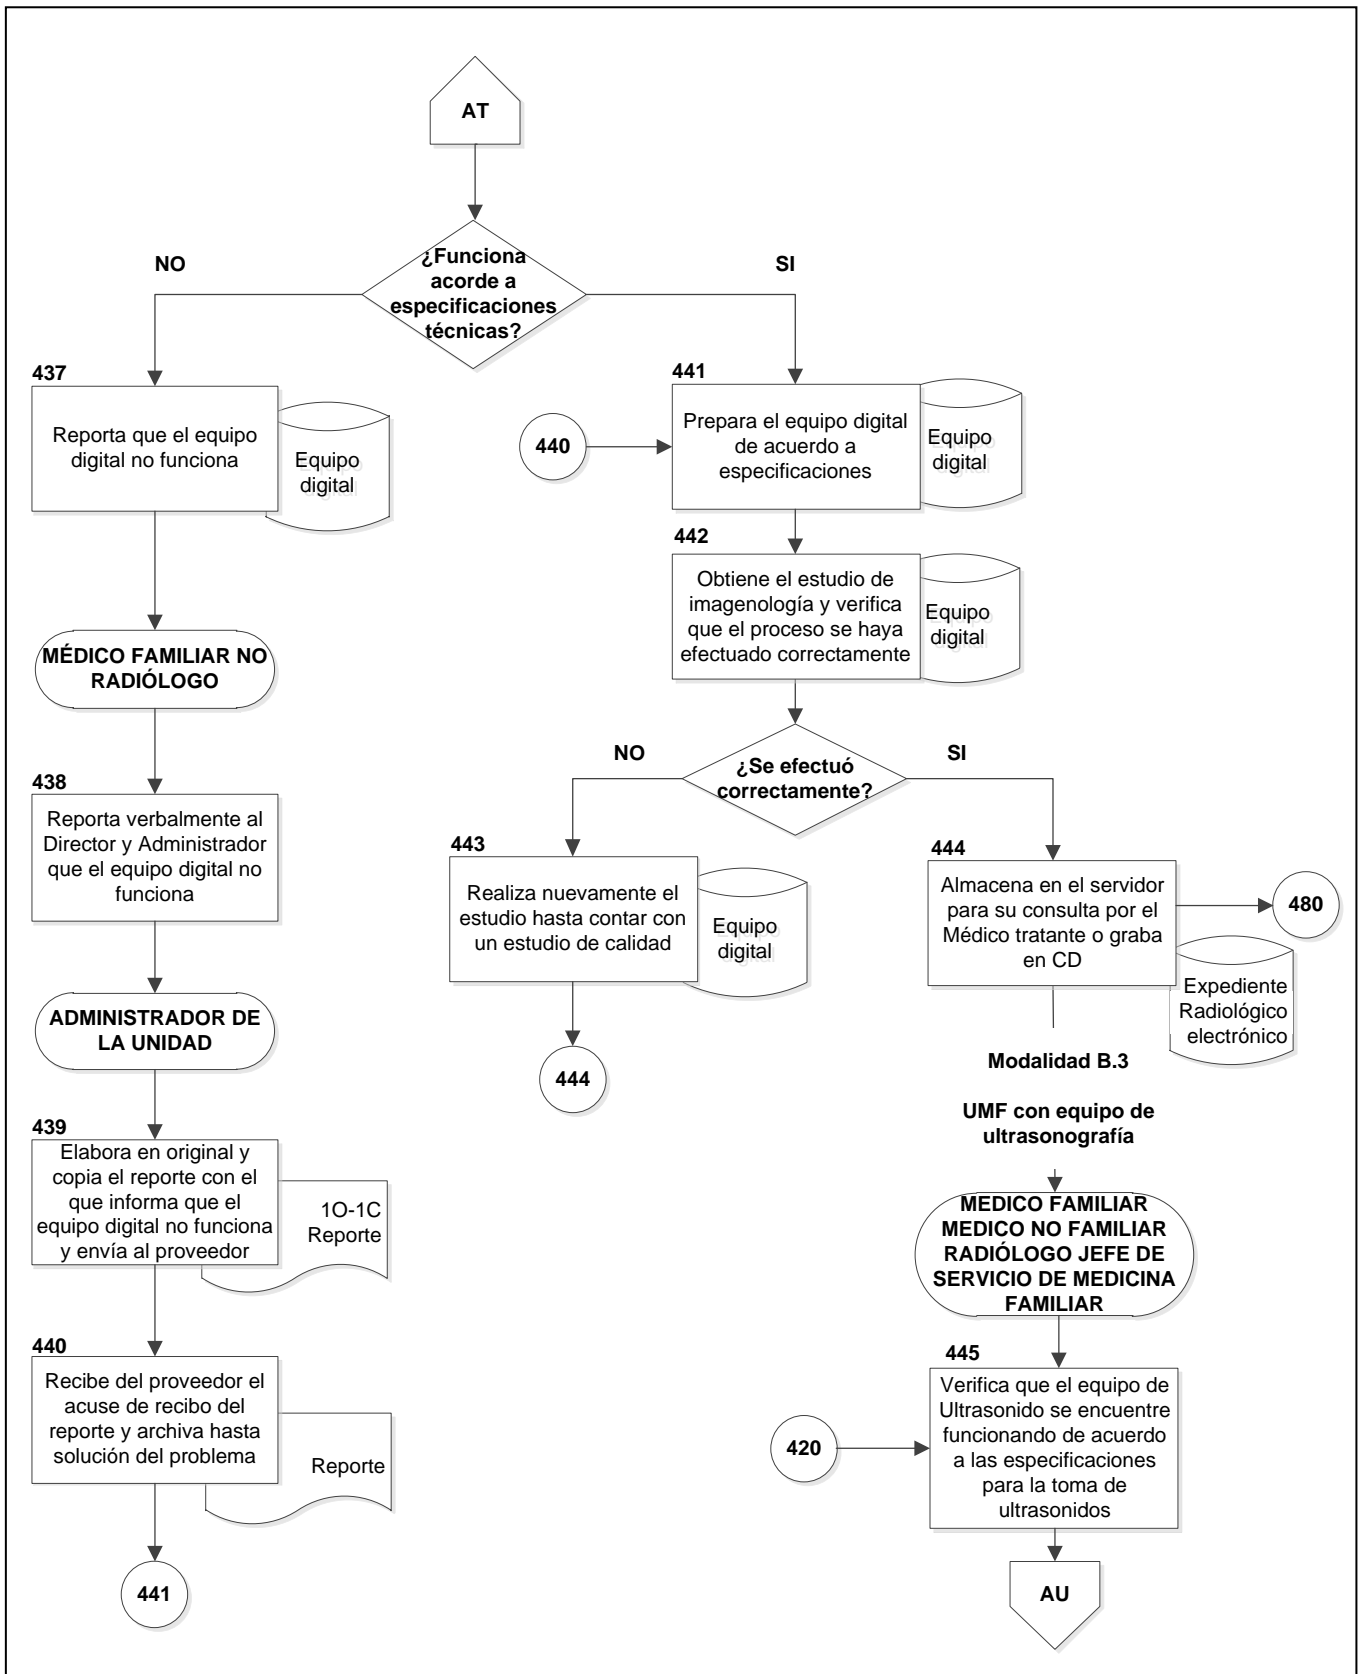 AT
¿Funciona
acorde a
especificaciones
técnicas?
NO
SI
437
Reporta que el equipo
digital no funciona
Equipo
digital
MÉDICO FAMILIAR NO
RADIÓLOGO
438
Reporta verbalmente al
Director y Administrador
que el equipo digital no
funciona
ADMINISTRADOR DE
LA UNIDAD
439
Elabora en original y
copia el reporte con el
que informa que el
equipo digital no funciona
y envía al proveedor
1O-1C
Reporte
440
Recibe del proveedor el
acuse de recibo del
reporte y archiva hasta
solución del problema
Reporte
441
440
441
Prepara el equipo digital
de acuerdo a
especificaciones
Equipo
digital
442
Obtiene el estudio de
imagenología y verifica
que el proceso se haya
efectuado correctamente
Equipo
digital
¿Se efectuó
correctamente?
NO
SI
443
Realiza nuevamente el
estudio hasta contar con
un estudio de calidad
Equipo
digital
444
444
Almacena en el servidor
para su consulta por el
Médico tratante o graba
en CD
480
Expediente
Radiológico
electrónico
Modalidad B.3
UMF con equipo de
ultrasonografía
MEDICO FAMILIAR
MEDICO NO FAMILIAR
RADIÓLOGO JEFE DE
SERVICIO DE MEDICINA
FAMILIAR
445
Verifica que el equipo de
Ultrasonido se encuentre
funcionando de acuerdo
a las especificaciones
para la toma de
ultrasonidos
420
AU